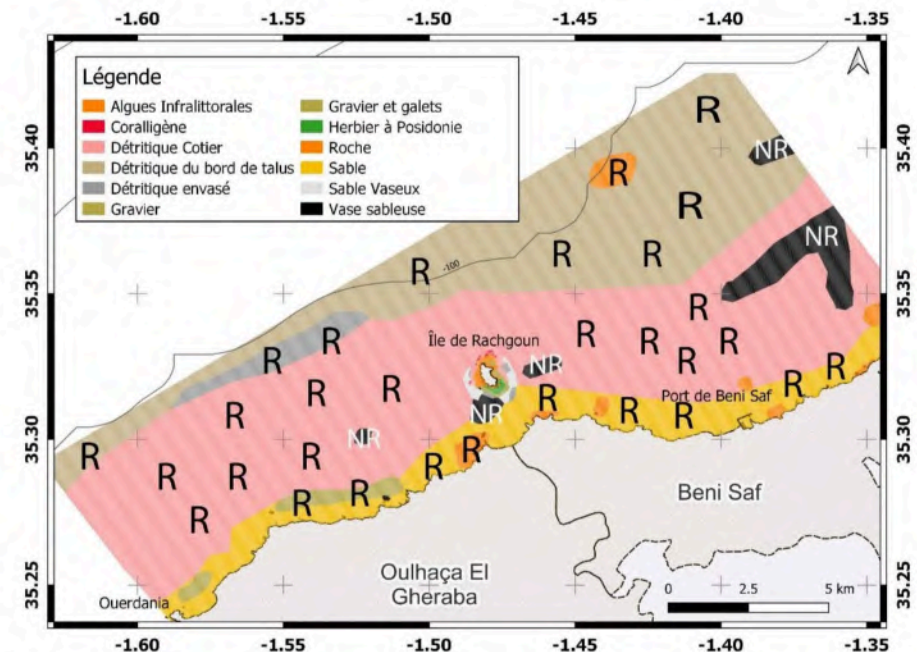 -1.60 -1.55 -1.50 -1.45 -1.40 -1.35
Légende
Algues Infralittorales
Coralligène
Détritique Cotier
Détritique du bord de talus
Détritique envasé
Gravier
Gravier et galets
Herbier à Posidonie
Roche
Sable
Sable Vaseux
Vase sableuse
35.40 35.40
35.35 35.35
35.30 35.30
35.25 35.25
R
NR
R
R
NR
R
R
R
-100
R
R
R
R
R
R
R
Île de Rachgoun
R
NR
R
R
R
R
R
Port de Beni Saf
R
NR
R
R
R
NR
R
R
R
R
R
R
R
R
R
R
Beni Saf
Oulhaça El
Gheraba
Ouerdania
0 2.5 5 km
-1.60 -1.55 -1.50 -1.45 -1.40 -1.35